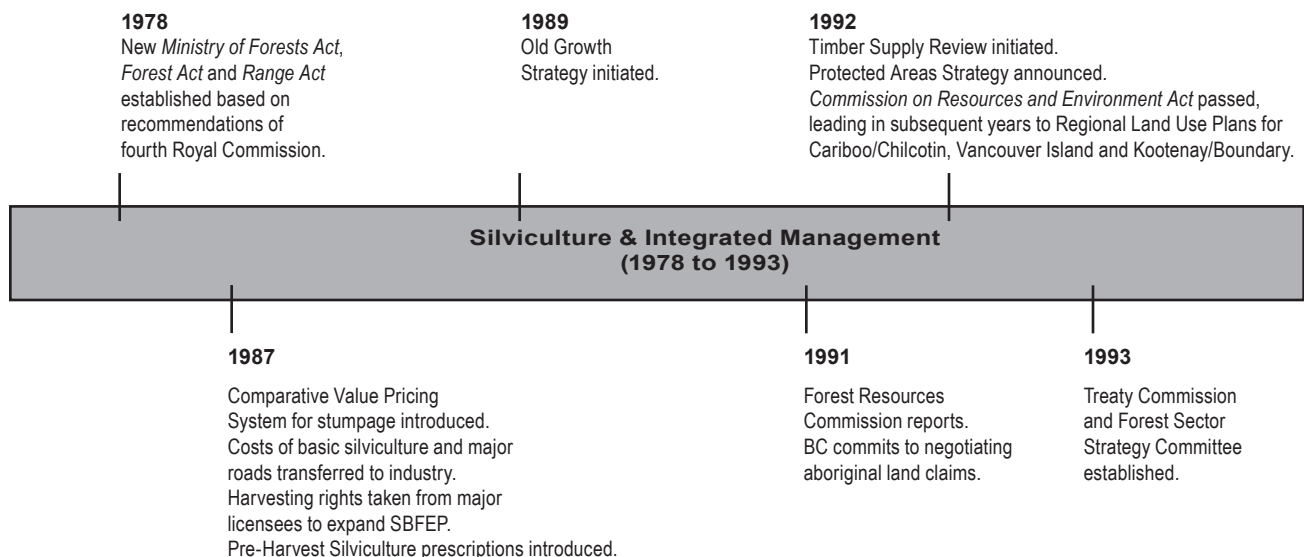 1978
New Ministry of Forests Act,
Forest Act and Range Act
established based on
recommendations of
fourth Royal Commission.
1989
Old Growth
Strategy initiated.
1992
Timber Supply Review initiated.
Protected Areas Strategy announced.
Commission on Resources and Environment Act passed,
leading in subsequent years to Regional Land Use Plans for
Cariboo/Chilcotin, Vancouver Island and Kootenay/Boundary.
Silviculture & Integrated Management
(1978 to 1993)
1987
Comparative Value Pricing
System for stumpage introduced.
Costs of basic silviculture and major
roads transferred to industry.
Harvesting rights taken from major
licensees to expand SBFEP.
Pre-Harvest Silviculture prescriptions introduced.
1991
Forest Resources
Commission reports.
BC commits to negotiating
aboriginal land claims.
1993
Treaty Commission
and Forest Sector
Strategy Committee
established.